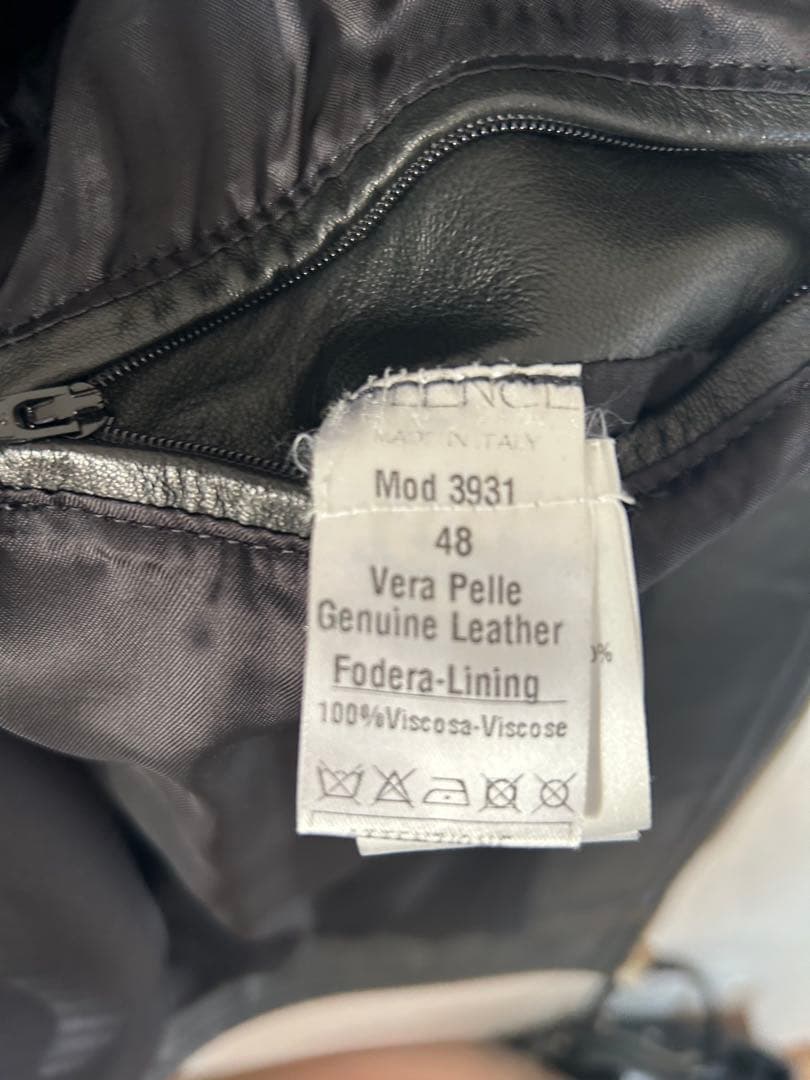 MADE IN ITALY
Mod 3931
48
Vera Pelle
Genuine Leather
Fodera-Lining
100%Viscosa-Viscose